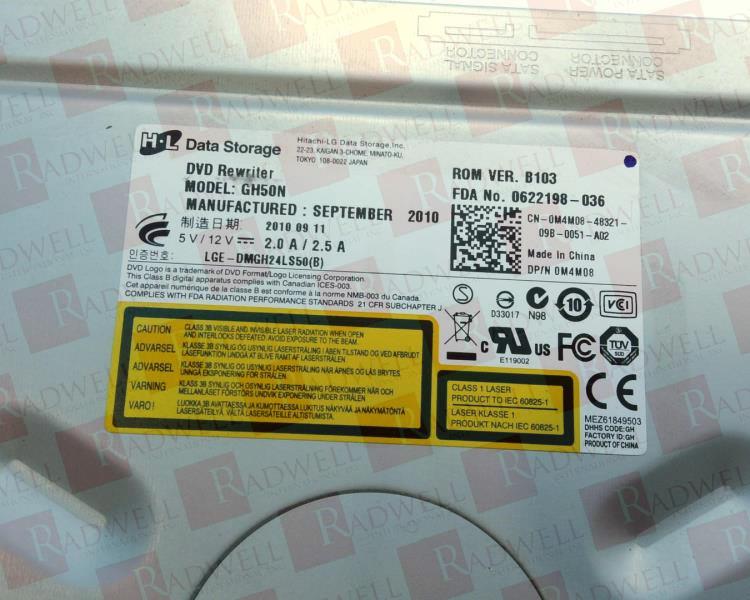 SATA SIGNAL CONNECTOR
SATA POWER CONNECTOR
H·L Data Storage
Hitachi-LG Data Storage,Inc.
22-23, KAIGAN 3-CHOME, MINATO-KU,
TOKYO 108-0022 JAPAN
DVD Rewriter
MODEL: GH50N
MANUFACTURED : SEPTEMBER 2010
制造日期: 2010 09 11
5 V / 12 V 2.0 A / 2.5 A
인증번호: LGE-DMGH24LS50(B)
ROM VER. B103
FDA No. 0622198-036
CN-0M4M08-48321-
09B-0051-A02
Made in China
DP/N 0M4M08
DVD Logo is a trademark of DVD Format/Logo Licensing Corporation.
This Class B digital apparatus complies with Canadian ICES-003.
Cet appareil numérique de la classe B est conforme à la norme NMB-003 du Canada.
COMPLIES WITH FDA RADIATION PERFORMANCE STANDARDS 21 CFR SUBCHAPTER J
S
D33017
N98
10
VCI
C UR US
E119002
FC
TÜV
SÜD
CE
CAUTION CLASS 3B VISIBLE AND INVISIBLE LASER RADIATION WHEN OPEN
AND INTERLOCKS DEFEATED. AVOID EXPOSURE TO THE BEAM.
ADVARSEL KLASSE 3B SYNLIG OG USYNLIG LASERSTRÅLING I ÅBEN TILSTAND OG VED AFBRUDT
LASEFUNKTION UNDGÅ AT BLIVE RAMT AF LASERSTRÅLEN.
ADVARSEL KLASSE 3B SYNLIG OG USYNLIG LASERSTRÅLING NÅR ÅPNES OG LÅS BRYTES.
UNNGÅ EKSPONERING FOR STRÅLEN.
VARNING KLASS 3B SYNLIG OCH OSYNLIG LASERSTRÅLNING FÖREKOMMER NÄR OCH
MELLANLÅSET FÖRSTÖRS UNDVIK EXPONERING UNDER STRÅLEN.
VARO! LUOKKA 3B AVATTAESSA JA KUMOTTAESSA LUKITUS NÄKYVÄÄ JA NÄKYMÄTÖNTÄ
LASERSÄTEILYÄ, VÄLTÄ LASERSÄTEELLE ALTISTUMISTA.
CLASS 1 LASER
PRODUCT TO IEC 60825-1
LASER KLASSE 1
PRODUKT NACH IEC 60825-1
MEZ61849503
DHHS CODE:GH
FACTORY ID:GH
PRODUCT OF CHINA
RADWELL